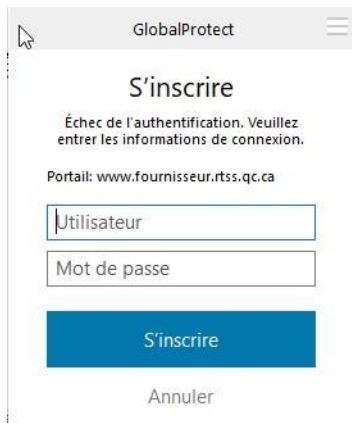 GlobalProtect
S'inscrire
Échec de l'authentification. Veuillez
entrer les informations de connexion.
Portail: www.fournisseur.rtss.qc.ca
Utilisateur
Mot de passe
S'inscrire
Annuler